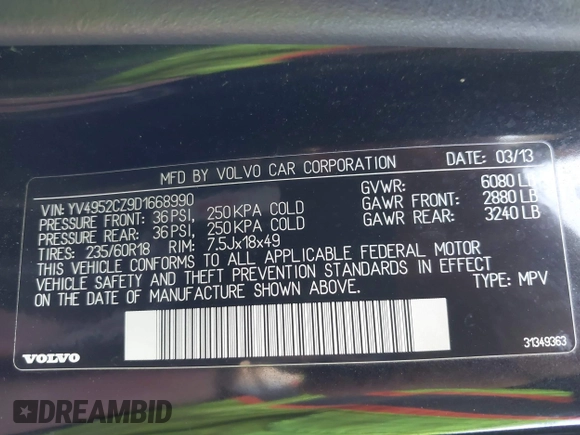 MFD BY VOLVO CAR CORPORATION DATE: 03/13
VIN: YV4952CZ9D1668990 GVWR: 6080 LB
PRESSURE FRONT: 36 PSI, 250 KPA COLD GAWR FRONT: 2880 LB
PRESSURE REAR: 36 PSI, 250 KPA COLD GAWR REAR: 3240 LB
TIRES: 235/60R18 RIM: 7.5Jx18x49
THIS VEHICLE CONFORMS TO ALL APPLICABLE FEDERAL MOTOR
VEHICLE SAFETY AND THEFT PREVENTION STANDARDS IN EFFECT
ON THE DATE OF MANUFACTURE SHOWN ABOVE. TYPE: MPV
VOLVO 31349363
DREAMBID